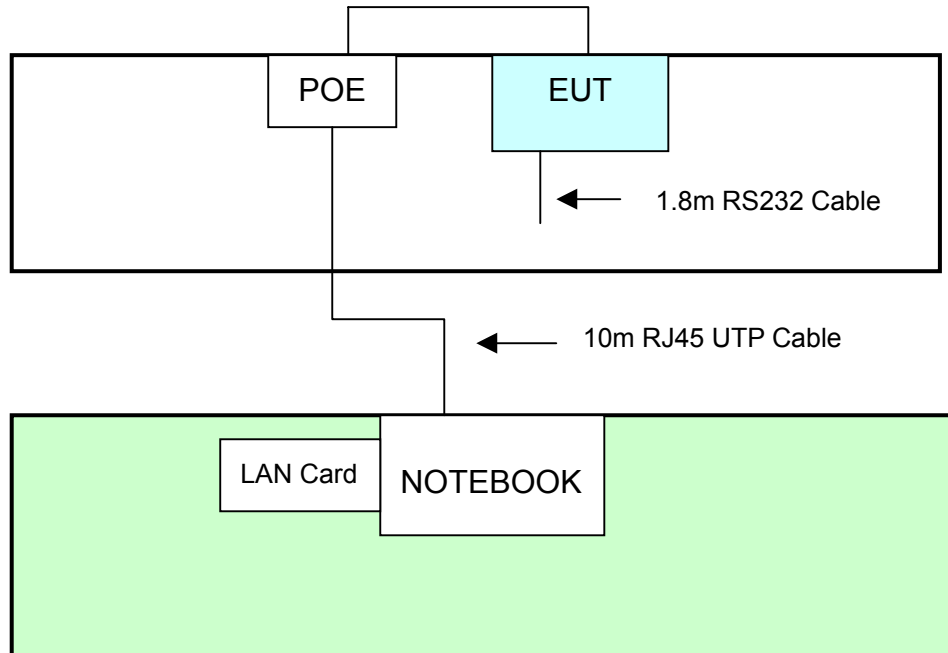 POE
EUT
1.8m RS232 Cable
10m RJ45 UTP Cable
LAN Card
NOTEBOOK